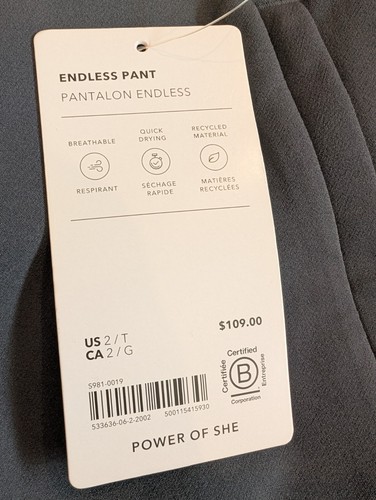 ENDLESS PANT
PANTALON ENDLESS
BREATHABLE
RESPIRANT
QUICK
DRYING
SÉCHAGE
RAPIDE
RECYCLED
MATERIAL
MATIÈRES
RECYCLÉES
$109.00
US 2 / T
CA 2 / G
S981-0019
533636-06-2-2002 500115415930
Certified
Certifiée
B
Entreprise
Corporation
POWER OF SHE